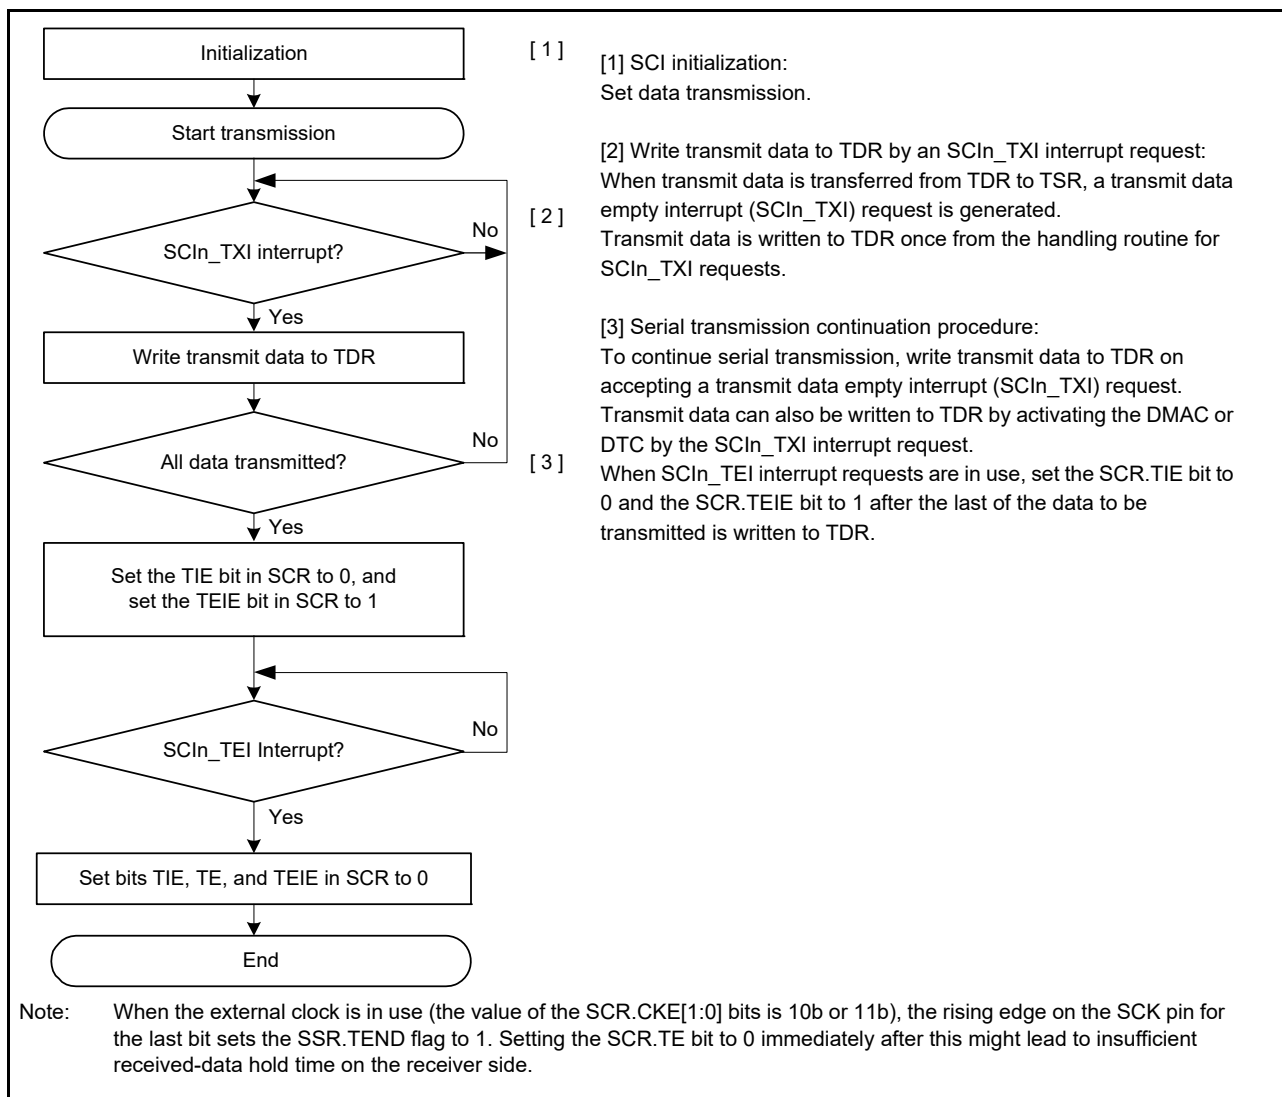 Initialization
[ 1 ]
Start transmission
SCIn_TXI interrupt?
No
[ 2 ]
Yes
Write transmit data to TDR
All data transmitted?
No
[ 3 ]
Yes
Set the TIE bit in SCR to 0, and
set the TEIE bit in SCR to 1
SCIn_TEI Interrupt?
No
Yes
Set bits TIE, TE, and TEIE in SCR to 0
End
[1] SCI initialization:
Set data transmission.
[2] Write transmit data to TDR by an SCIn_TXI interrupt request:
When transmit data is transferred from TDR to TSR, a transmit data
empty interrupt (SCIn_TXI) request is generated.
Transmit data is written to TDR once from the handling routine for
SCIn_TXI requests.
[3] Serial transmission continuation procedure:
To continue serial transmission, write transmit data to TDR on
accepting a transmit data empty interrupt (SCIn_TXI) request.
Transmit data can also be written to TDR by activating the DMAC or
DTC by the SCIn_TXI interrupt request.
When SCIn_TEI interrupt requests are in use, set the SCR.TIE bit to
0 and the SCR.TEIE bit to 1 after the last of the data to be
transmitted is written to TDR.
Note: When the external clock is in use (the value of the SCR.CKE[1:0] bits is 10b or 11b), the rising edge on the SCK pin for
the last bit sets the SSR.TEND flag to 1. Setting the SCR.TE bit to 0 immediately after this might lead to insufficient
received-data hold time on the receiver side.